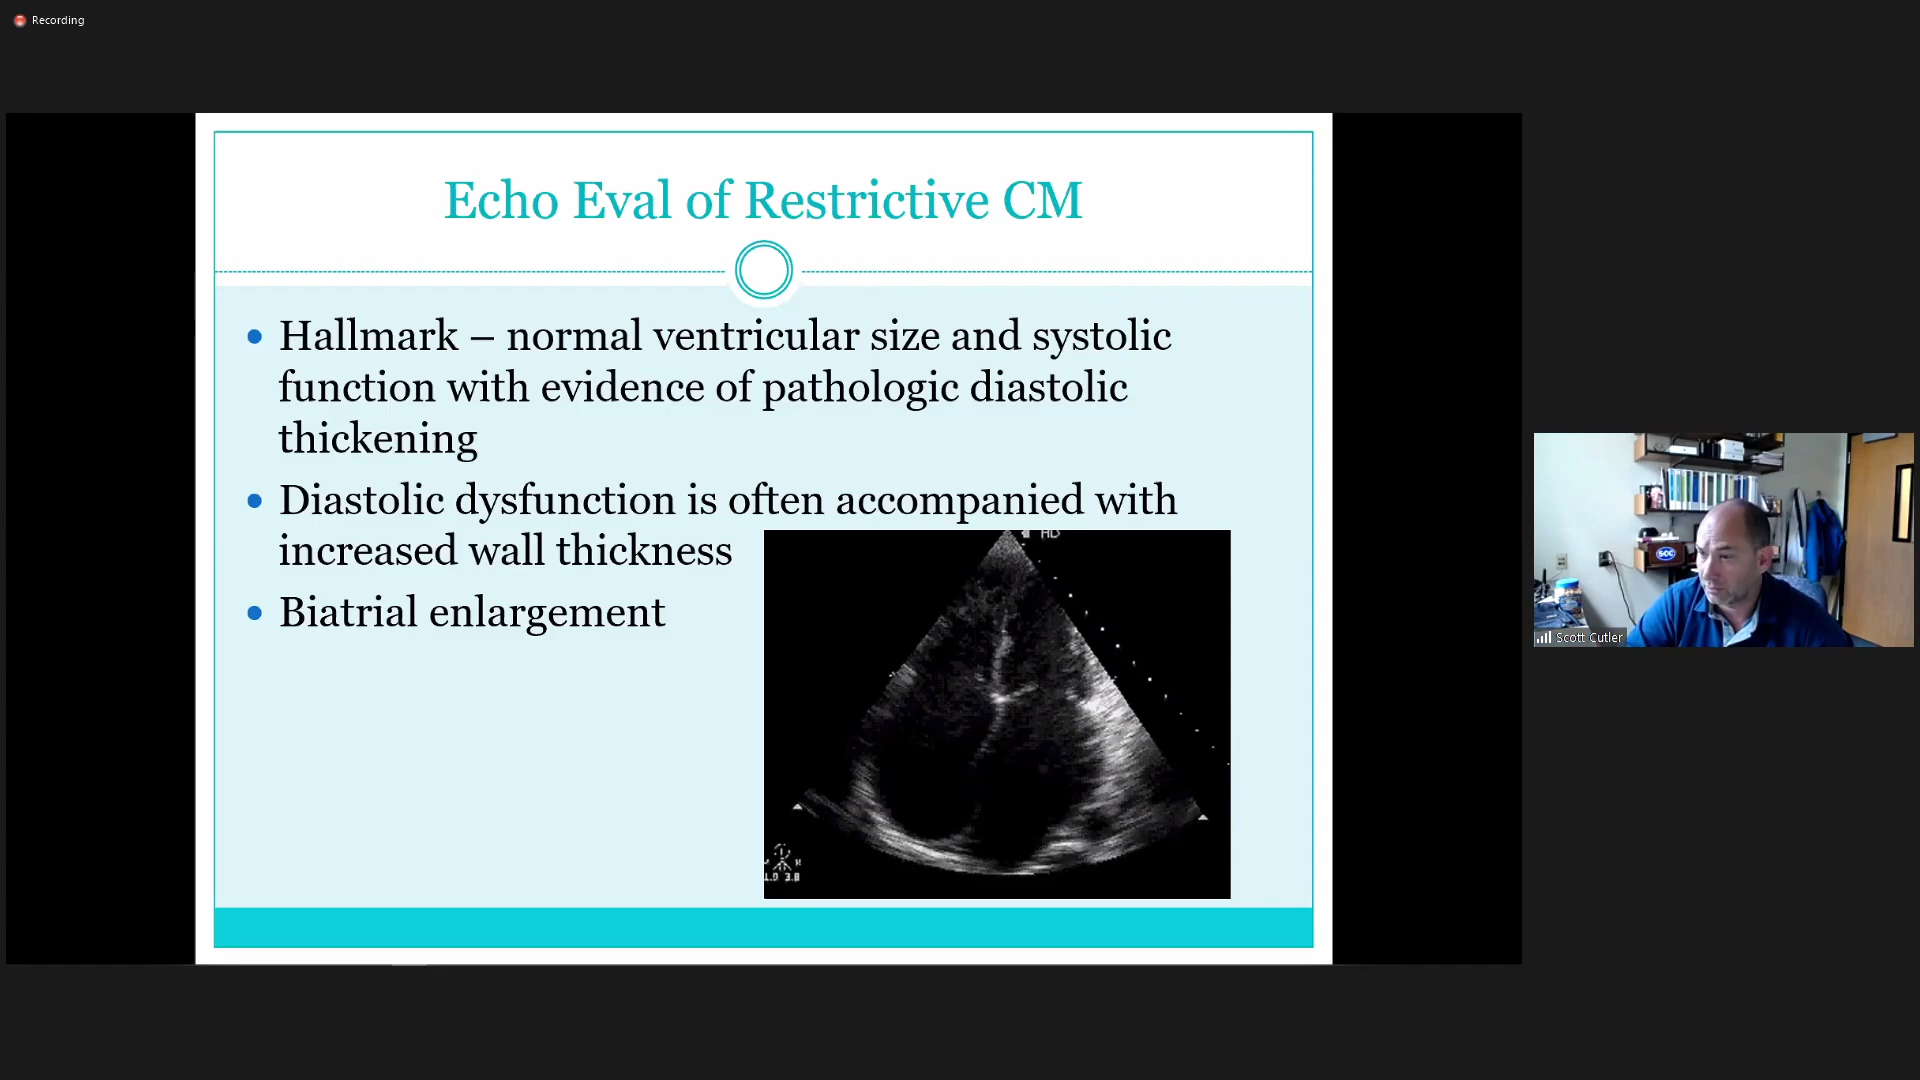 Recording
Echo Eval of Restrictive CM
Hallmark – normal ventricular size and systolic
function with evidence of pathologic diastolic
thickening
Diastolic dysfunction is often accompanied with
increased wall thickness
HD
Biatrial enlargement
SCC
Scott Cutler